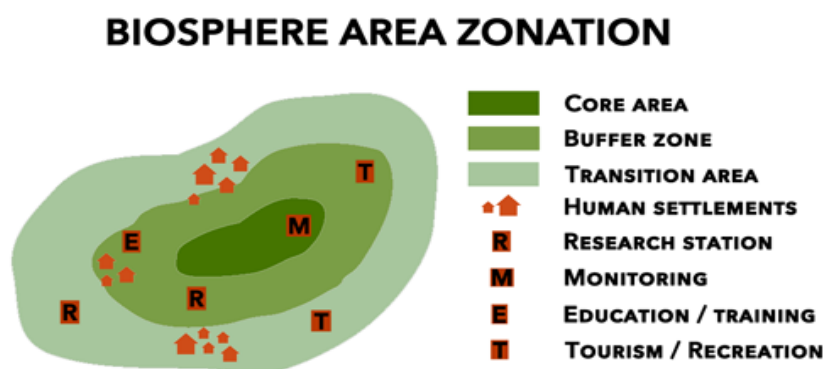 BIOSPHERE AREA ZONATION
CORE AREA
BUFFER ZONE
TRANSITION AREA
HUMAN SETTLEMENTS
R RESEARCH STATION
M MONITORING
E EDUCATION / TRAINING
T TOURISM / RECREATION
T
M
E
R
R
T